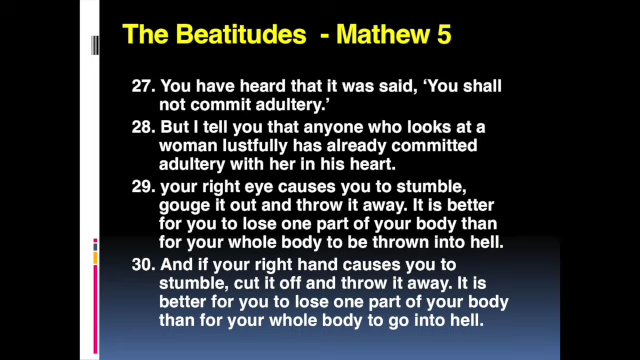 The Beatitudes - Mathew 5
27. You have heard that it was said, ‘You shall
not commit adultery.’
28. But I tell you that anyone who looks at a
woman lustfully has already committed
adultery with her in his heart.
29. your right eye causes you to stumble,
gouge it out and throw it away. It is better
for you to lose one part of your body than
for your whole body to be thrown into hell.
30. And if your right hand causes you to
stumble, cut it off and throw it away. It is
better for you to lose one part of your body
than for your whole body to go into hell.